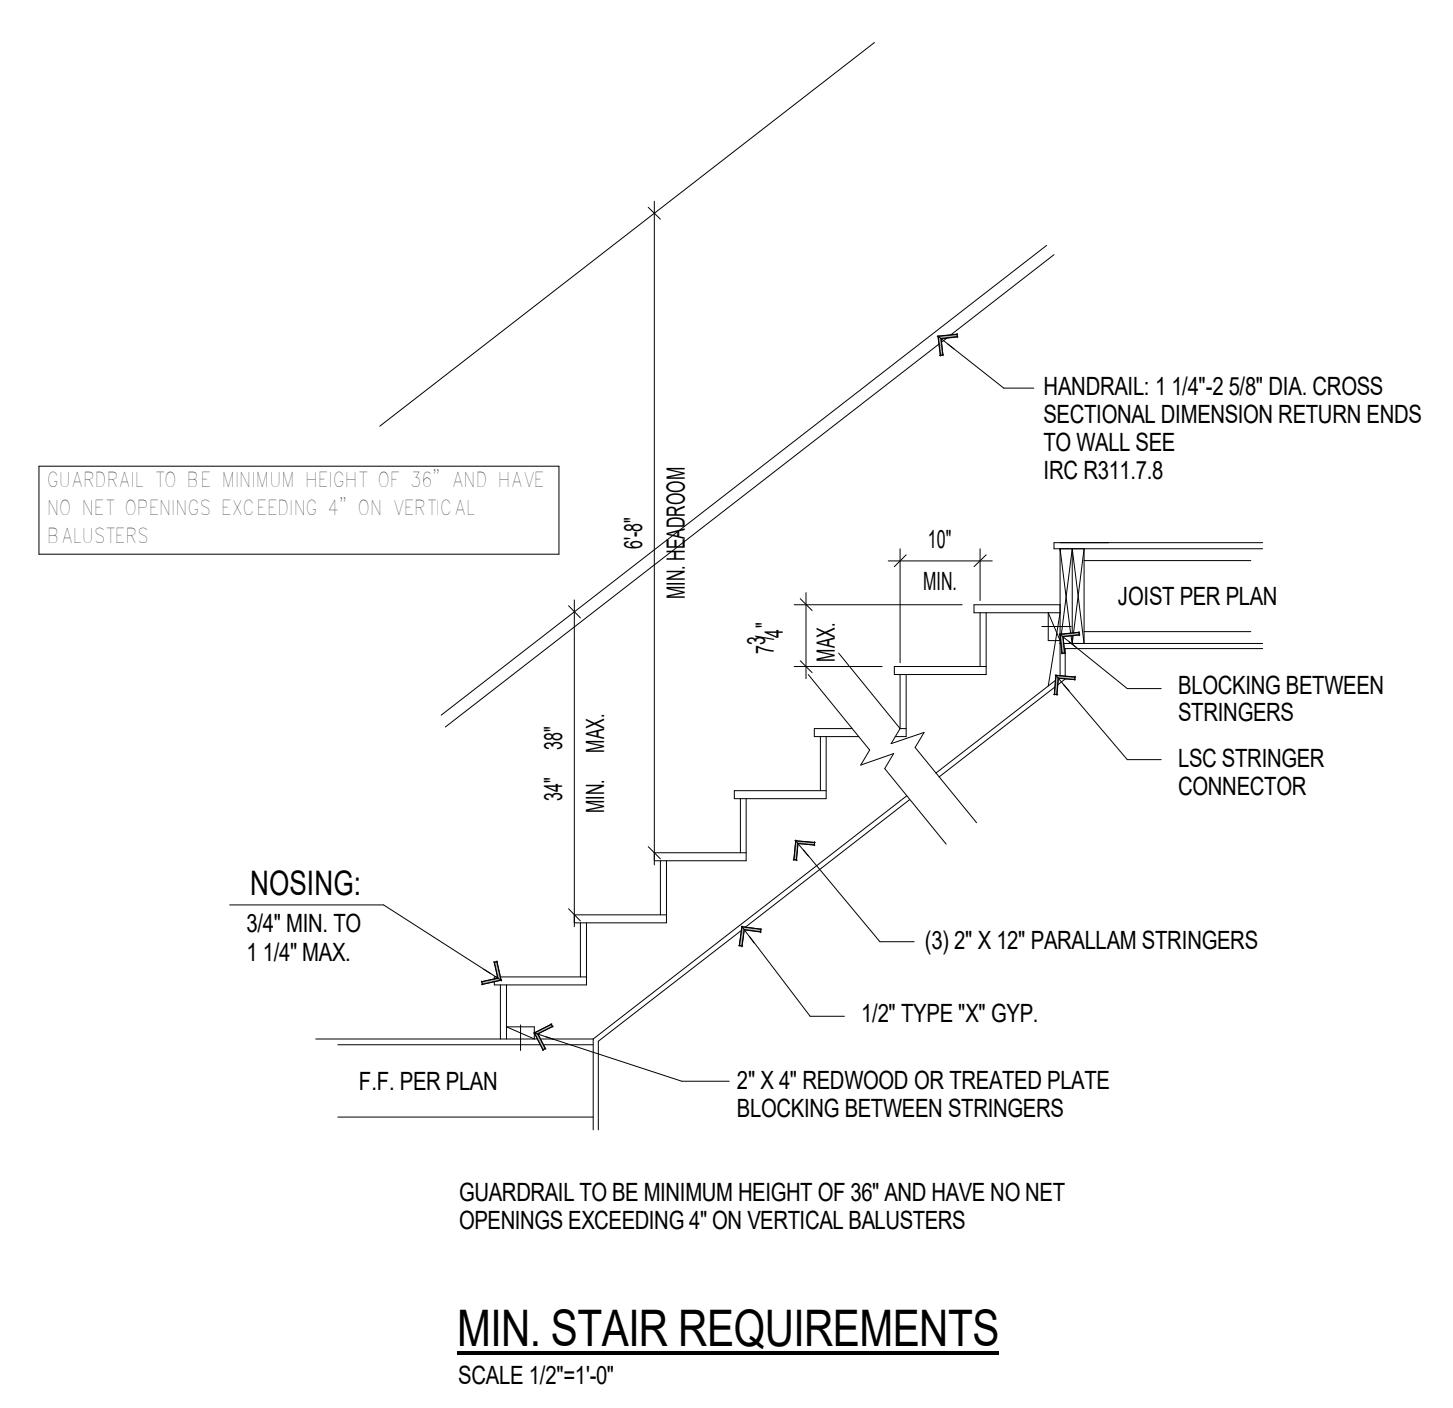 HANDRAIL: 1 1/4"-2 5/8" DIA. CROSS
SECTIONAL DIMENSION RETURN ENDS
TO WALL SEE
IRC R311.7.8
GUARDRAIL TO BE MINIMUM HEIGHT OF 36" AND HAVE
NO NET OPENINGS EXCEEDING 4" ON VERTICAL
BALUSTERS
6'-8"
MIN. HEADROOM
10"
MIN.
7 3/4"
MAX.
JOIST PER PLAN
BLOCKING BETWEEN
STRINGERS
LSC STRINGER
CONNECTOR
34" 38"
MIN. MAX.
NOSING:
3/4" MIN. TO
1 1/4" MAX.
(3) 2" X 12" PARALLAM STRINGERS
1/2" TYPE "X" GYP.
F.F. PER PLAN
2" X 4" REDWOOD OR TREATED PLATE
BLOCKING BETWEEN STRINGERS
GUARDRAIL TO BE MINIMUM HEIGHT OF 36" AND HAVE NO NET
OPENINGS EXCEEDING 4" ON VERTICAL BALUSTERS
MIN. STAIR REQUIREMENTS
SCALE 1/2"=1'-0"